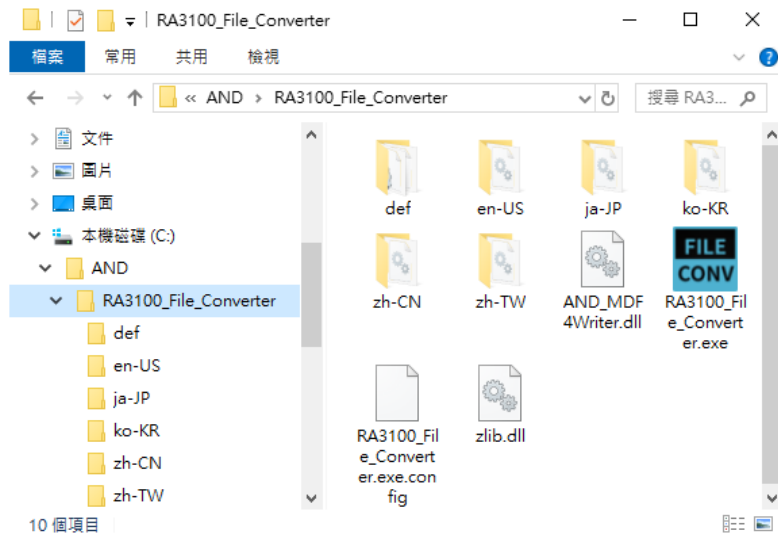 RA3100_File_Converter
檔案 常用 共用 檢視
« AND > RA3100_File_Converter
搜尋 RA3...
文件
圖片
桌面
本機磁碟 (C:)
AND
RA3100_File_Converter
def
en-US
ja-JP
ko-KR
zh-CN
zh-TW
def en-US ja-JP ko-KR
FILE
CONV
zh-CN zh-TW AND_MDF
4Writer.dll
RA3100_Fil
e_Convert
er.exe
RA3100_Fil
e_Convert
er.exe.con
fig
zlib.dll
10 個項目